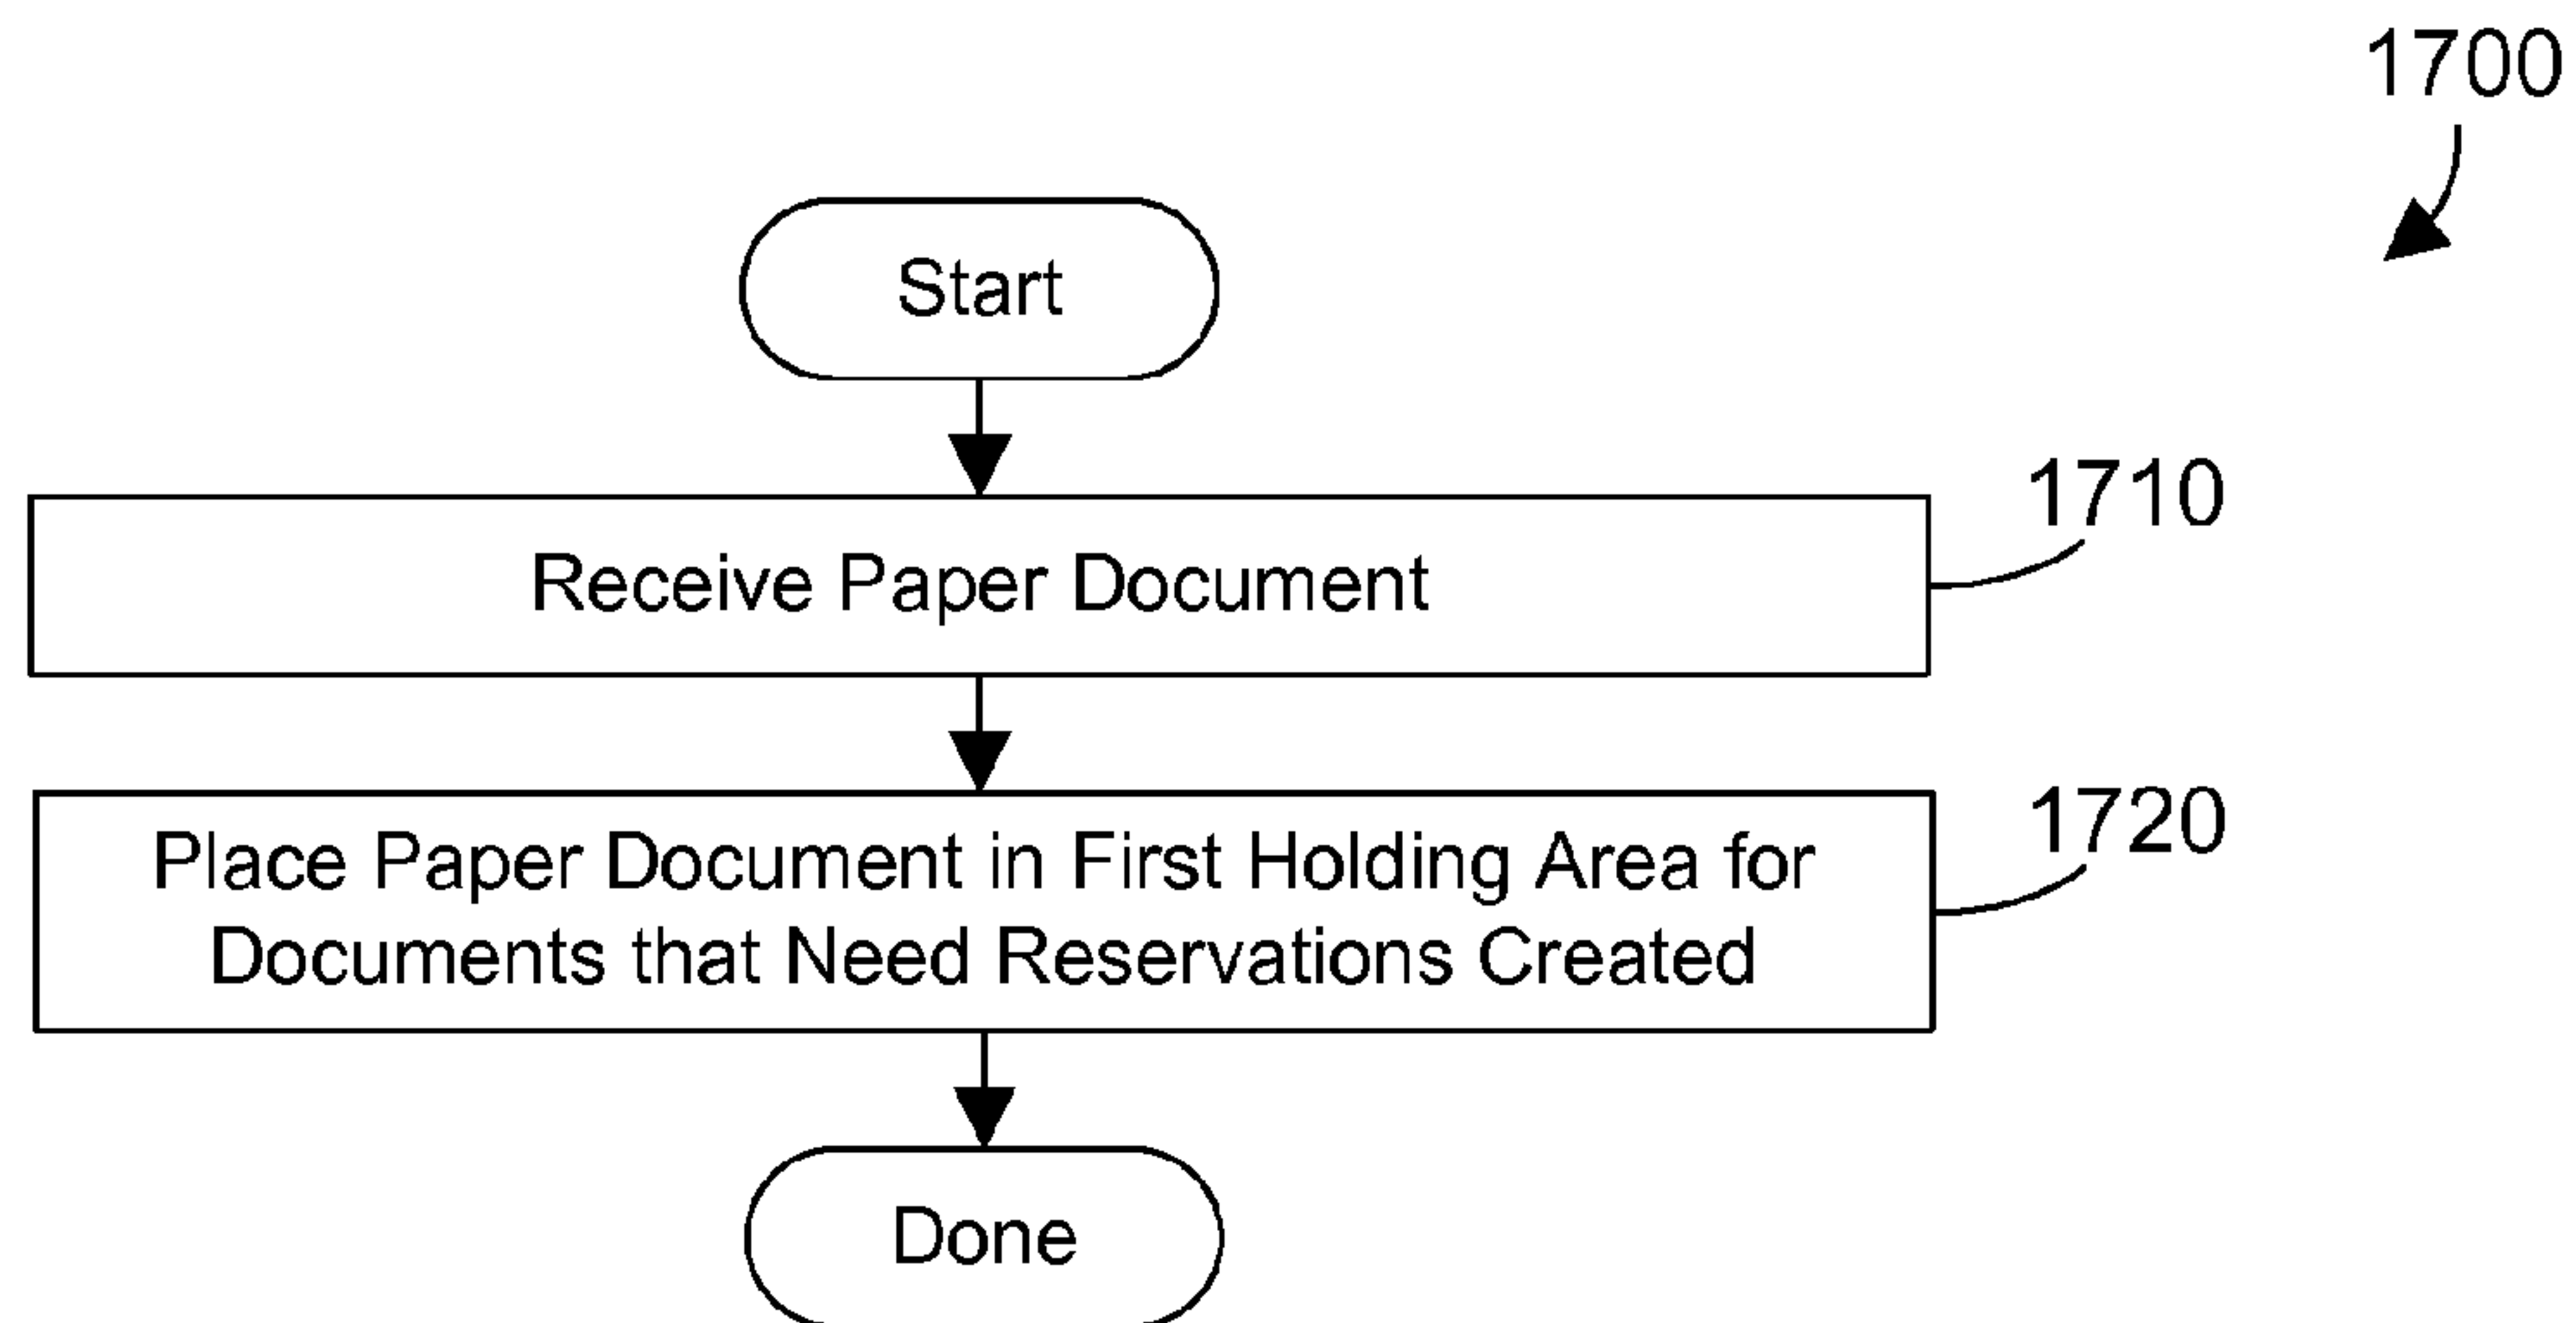 1700
Start
1710
Receive Paper Document
1720
Place Paper Document in First Holding Area for
Documents that Need Reservations Created
Done